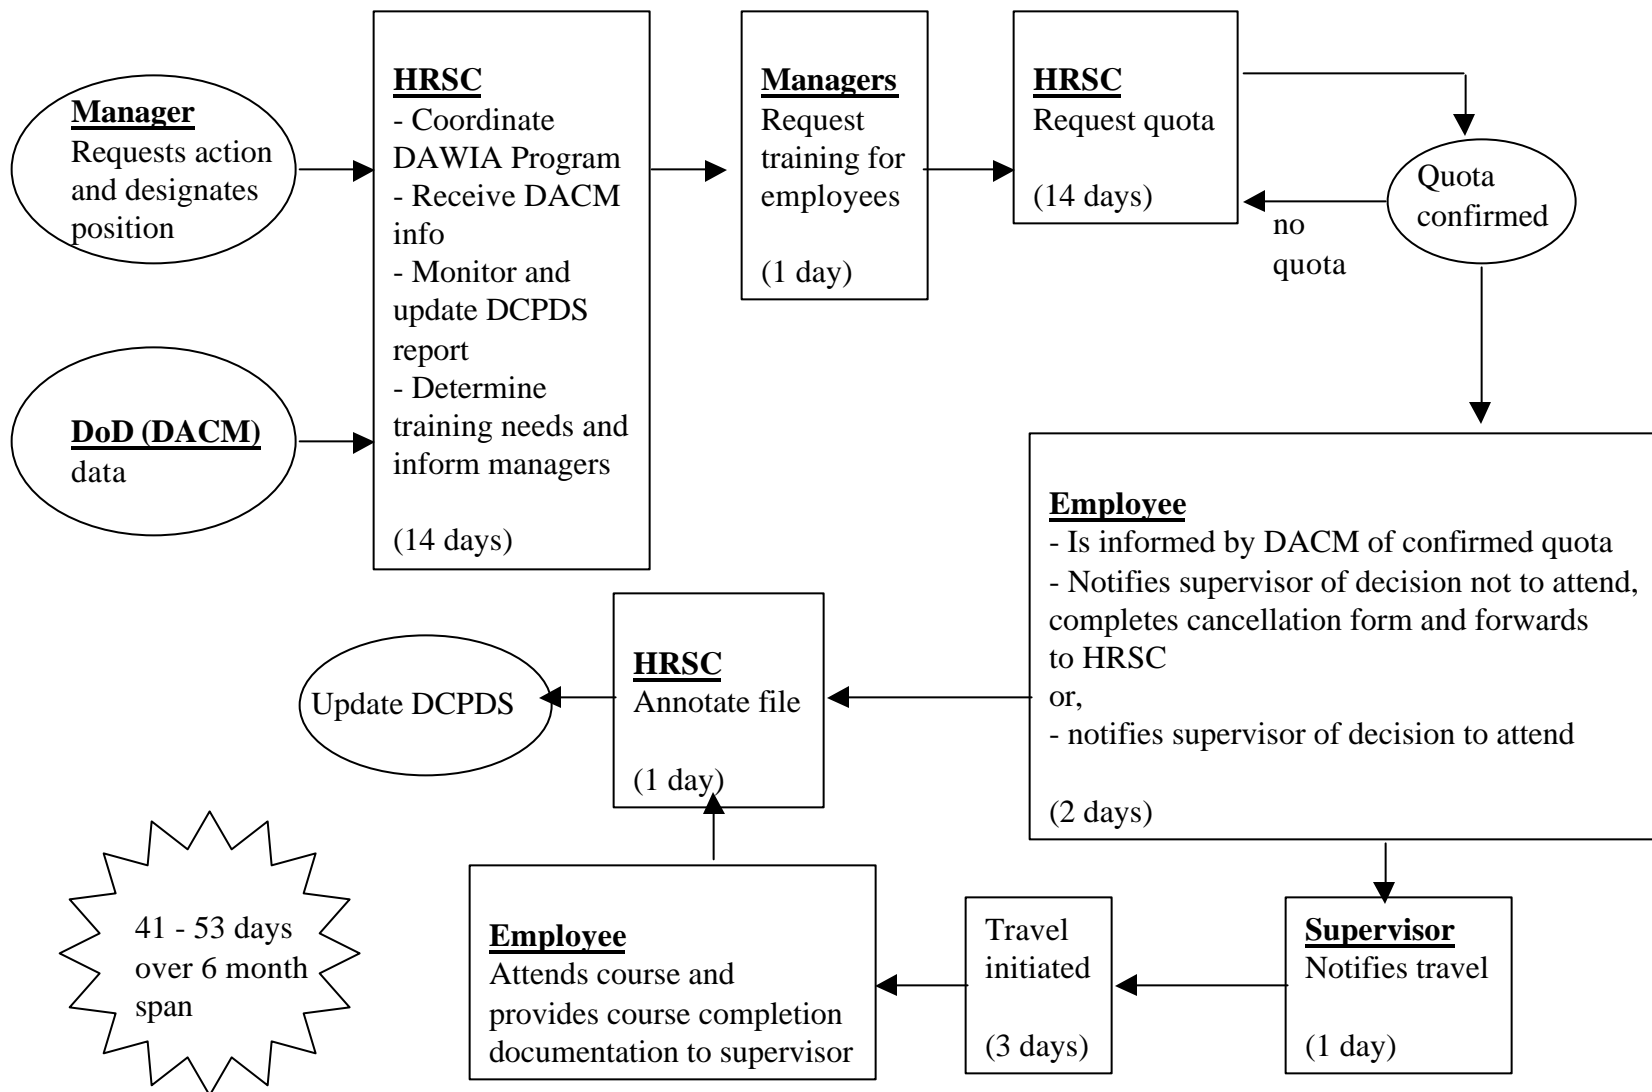 Manager
Requests action
and designates
position
DoD (DACM)
data
HRSC
- Coordinate
DAWIA Program
- Receive DACM
info
- Monitor and
update DCPDS
report
- Determine
training needs and
inform managers
(14 days)
Managers
Request
training for
employees
(1 day)
HRSC
Request quota
(14 days)
Quota
confirmed
no
quota
Employee
- Is informed by DACM of confirmed quota
- Notifies supervisor of decision not to attend,
completes cancellation form and forwards
to HRSC
or,
- notifies supervisor of decision to attend
(2 days)
Supervisor
Notifies travel
(1 day)
Travel
initiated
(3 days)
Employee
Attends course and
provides course completion
documentation to supervisor
HRSC
Annotate file
(1 day)
Update DCPDS
41 - 53 days
over 6 month
span